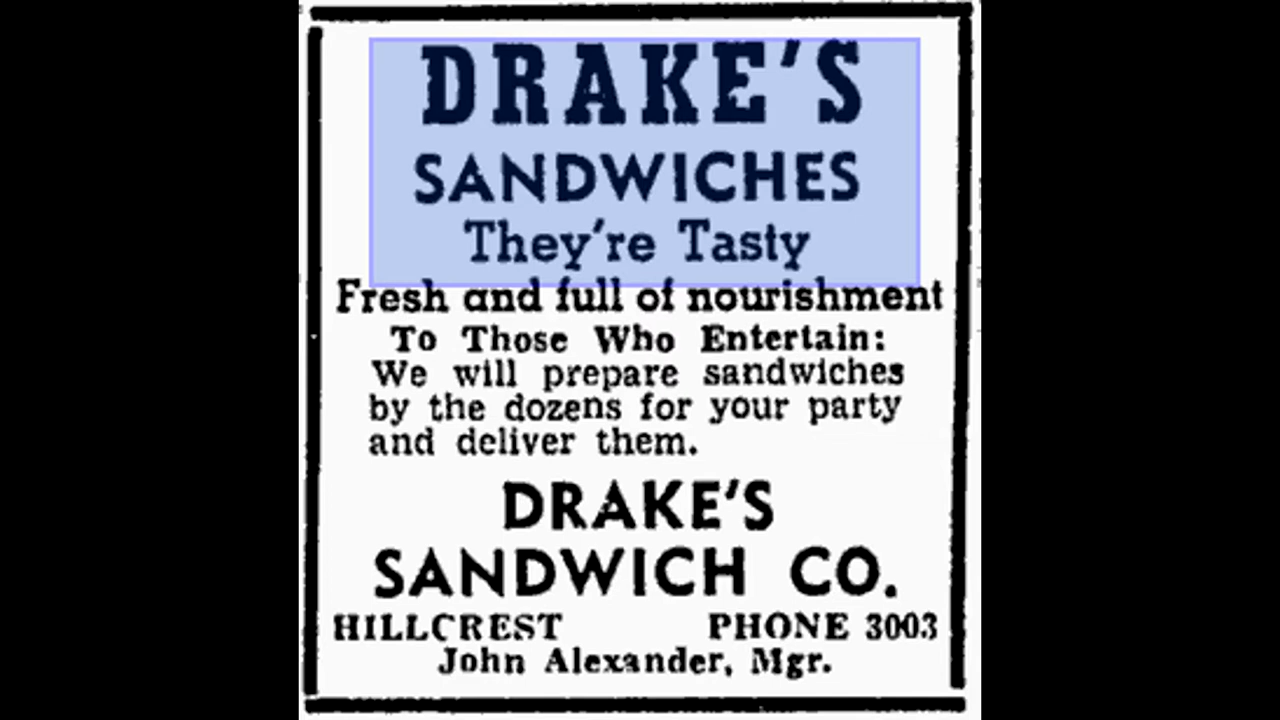 DRAKE'S
SANDWICHES
They're Tasty
Fresh and full of nourishment
To Those Who Entertain:
We will prepare sandwiches
by the dozens for your party
and deliver them.
DRAKE'S
SANDWICH CO.
HILLCREST PHONE 3003
John Alexander, Mgr.